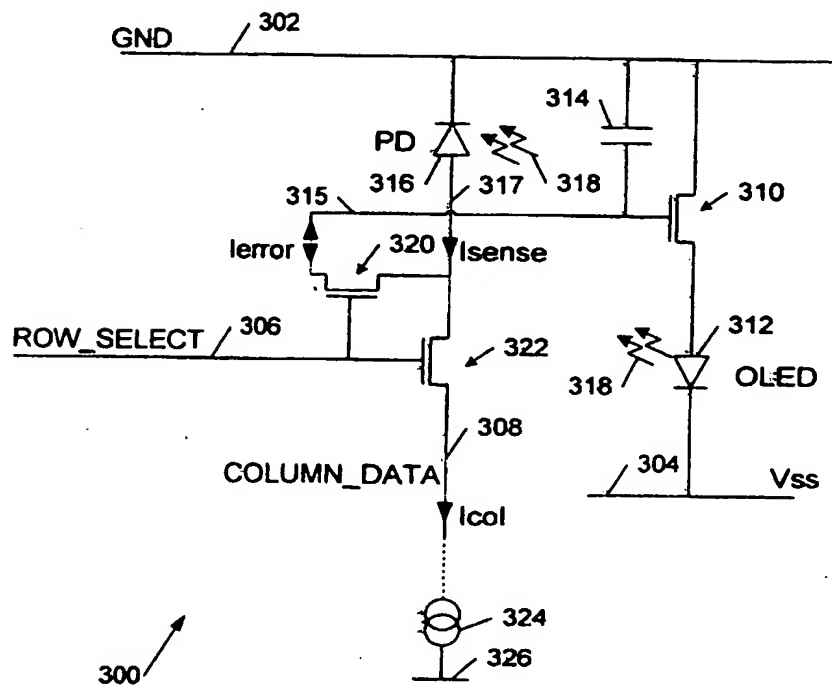 GND 302
314
PD
316 317 318
310
315
320
Ierror Isense
ROW_SELECT 306
322
312
318 OLED
308
COLUMN_DATA
304 Vss
Icol
324
300
326